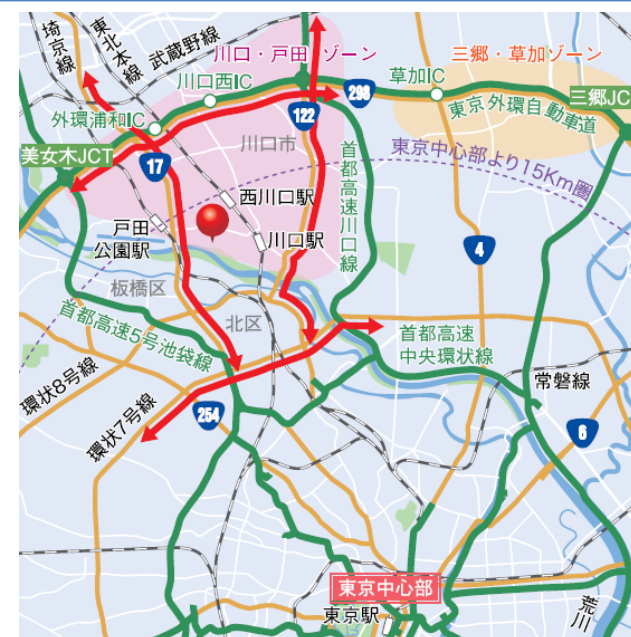 埼京線
東北本線
武蔵野線
川口・戸田 ゾーン
三郷・草加ゾーン
川口西IC
草加IC
298
三郷JC
外環浦和IC
122
東京外環自動車道
美女木JCT
17
川口市
首都高速川口線
東京中心部より15Km圏
西川口駅
戸田
公園駅
川口駅
4
板橋区
北区
首都高速5号池袋線
首都高速
中央環状線
環状8号線
環状7号線
254
常磐線
6
東京中心部
東京駅
荒川